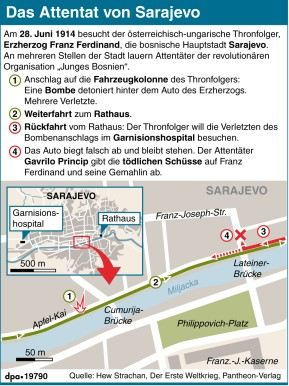 Das Attentat von Sarajevo
Am 28. Juni 1914 besucht der österreichisch-ungarische Thronfolger,
Erzherzog Franz Ferdinand, die bosnische Hauptstadt Sarajevo.
An mehreren Stellen der Stadt lauern Attentäter der revolutionären
Organisation „Junges Bosnien“.
1 Anschlag auf die Fahrzeugkolonne des Thronfolgers:
Eine Bombe detoniert hinter dem Auto des Erzherzogs.
Mehrere Verletzte.
2 Weiterfahrt zum Rathaus.
3 Rückfahrt vom Rathaus: Der Thronfolger will die Verletzten des
Bombenanschlags im Garnisionshospital besuchen.
4 Das Auto biegt falsch ab und bleibt stehen. Der Attentäter
Gavrilo Princip gibt die tödlichen Schüsse auf Franz
Ferdinand und seine Gemahlin ab.
SARAJEVO
Garnisions-
hospital
Rathaus
500 m
SARAJEVO
Franz-Joseph-Str.
4
3
Lateiner-
Brücke
2
Miljacka
1
Apfel-Kai
Cumurija-
Brücke
Philippovich-Platz
50 m
Franz.-J.-Kaserne
dpa•19790
Quelle: Hew Strachan, Der Erste Weltkrieg, Pantheon-Verlag